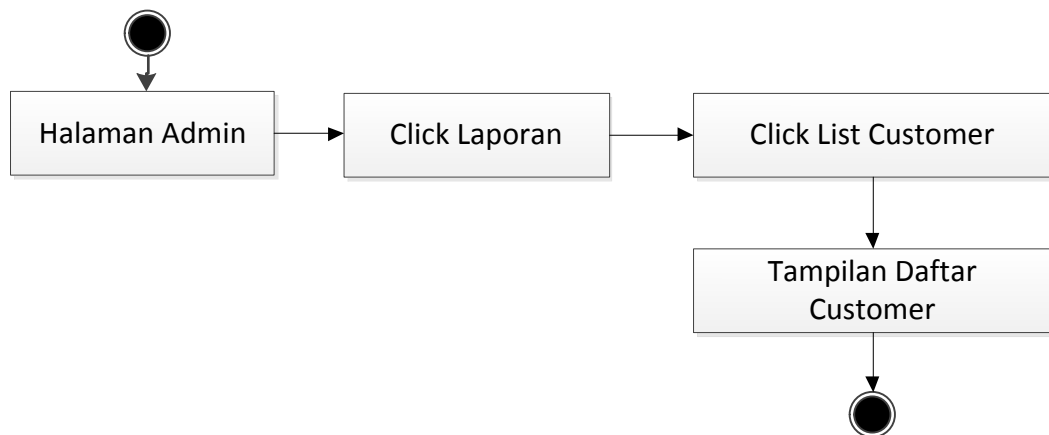 Halaman Admin
Click Laporan
Click List Customer
Tampilan Daftar
Customer